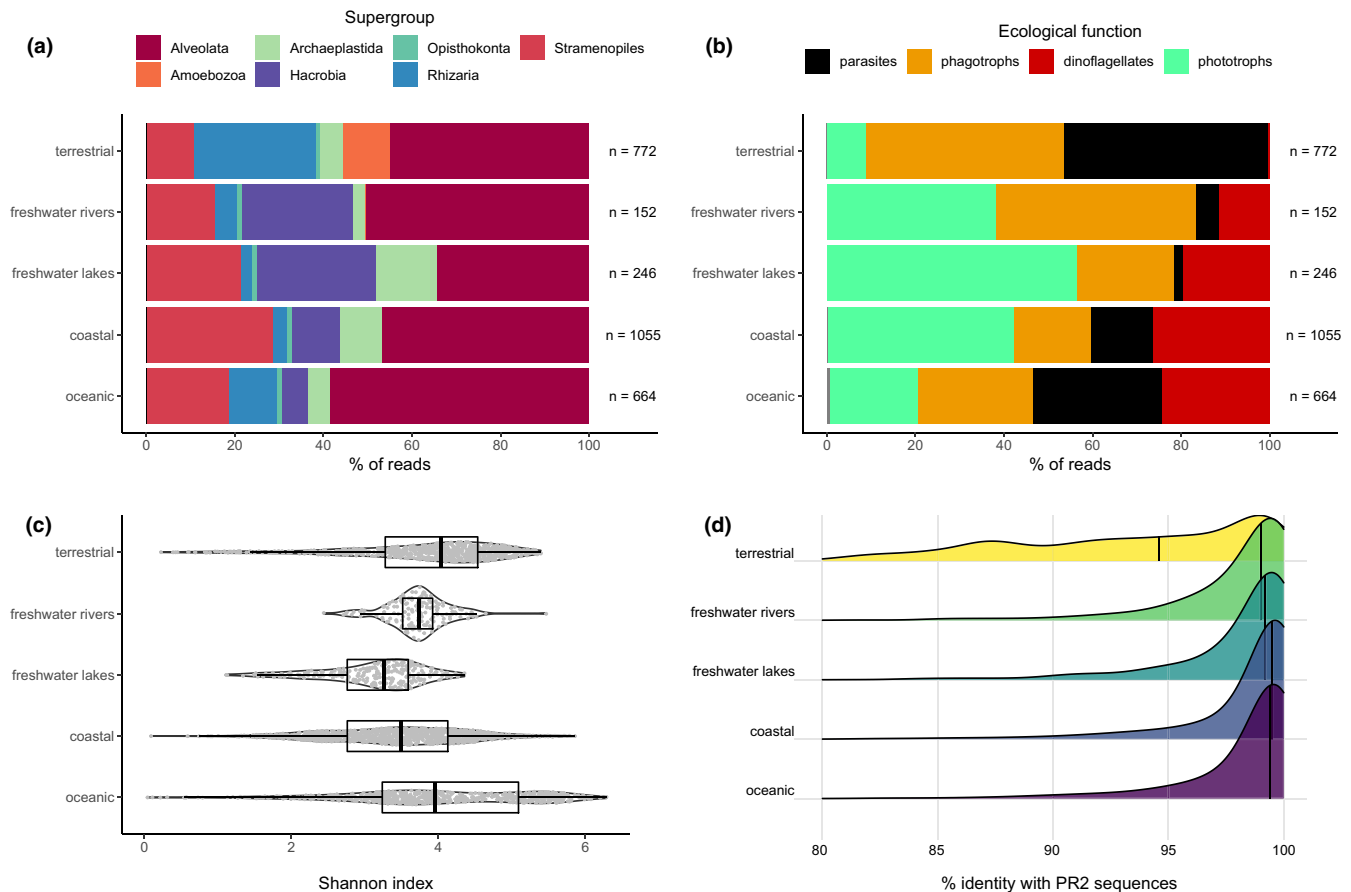 (a)
Supergroup
Alveolata Archaeplastida Opisthokonta Stramenopiles
Amoebozoa Hacrobia Rhizaria
terrestrial n = 772
freshwater rivers n = 152
freshwater lakes n = 246
coastal n = 1055
oceanic n = 664
0 20 40 60 80 100
% of reads
(b)
Ecological function
parasites phagotrophs dinoflagellates phototrophs
terrestrial n = 772
freshwater rivers n = 152
freshwater lakes n = 246
coastal n = 1055
oceanic n = 664
0 20 40 60 80 100
% of reads
(c)
terrestrial
freshwater rivers
freshwater lakes
coastal
oceanic
0 2 4 6
Shannon index
(d)
terrestrial
freshwater rivers
freshwater lakes
coastal
oceanic
80 85 90 95 100
% identity with PR2 sequences